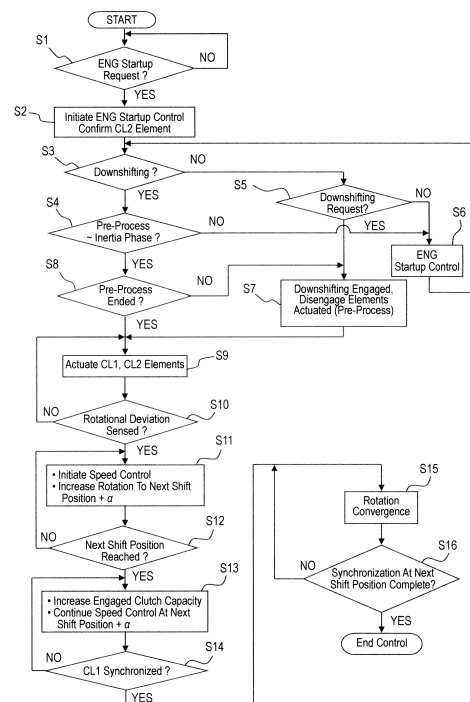 START
S1
NO
ENG Startup
Request ?
YES
S2
Initiate ENG Startup Control
Confirm CL2 Element
S3
NO
Downshifting ?
S5
YES
NO
S4
Downshifting
Request?
S6
Pre-Process
~ Inertia Phase ?
NO
YES
ENG
Startup Control
S8
YES
NO
Pre-Process
Ended ?
S7
Downshifting Engaged,
Disengage Elements
Actuated (Pre-Process)
YES
S9
Actuate CL1, CL2 Elements
NO
S10
Rotational Deviation
Sensed ?
YES
S11
• Initiate Speed Control
• Increase Rotation To Next Shift
Position + α
S15
Rotation
Convergence
NO
S12
Next Shift Position
Reached ?
S16
NO
Synchronization At Next
Shift Position Complete?
YES
S13
• Increase Engaged Clutch Capacity
• Continue Speed Control At Next
Shift Position + α
YES
End Control
NO
S14
CL1 Synchronized ?
YES